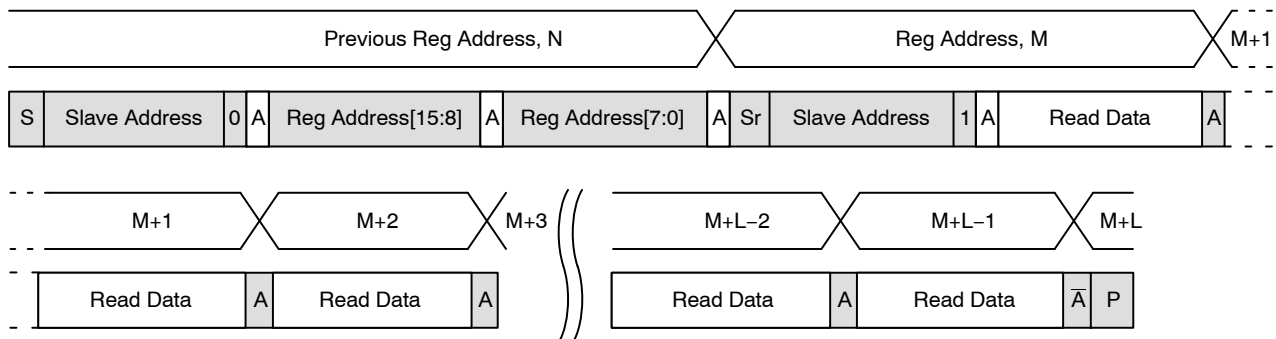 Previous Reg Address, N Reg Address, M M+1
S Slave Address 0 A Reg Address[15:8] A Reg Address[7:0] A Sr Slave Address 1 A Read Data A
M+1 M+2 M+3 M+L−2 M+L−1 M+L
Read Data A Read Data A Read Data A Read Data A̅ P